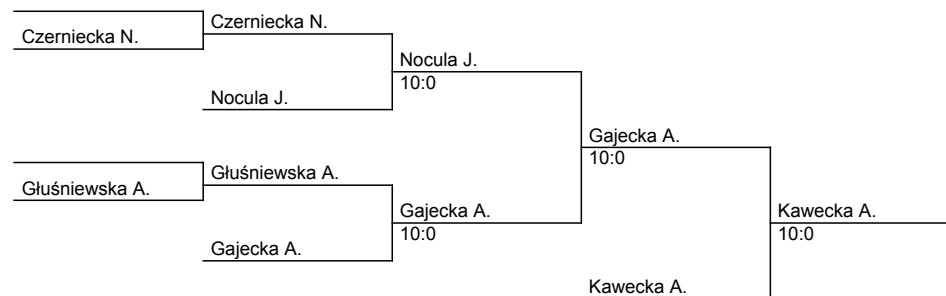 Czerniecka N.
Czerniecka N.
Nocula J.
10:0
Nocula J.
Gajecka A.
10:0
Głuśniewska A.
Głuśniewska A.
Gajecka A.
10:0
Kawecka A.
10:0
Gajecka A.
Kawecka A.